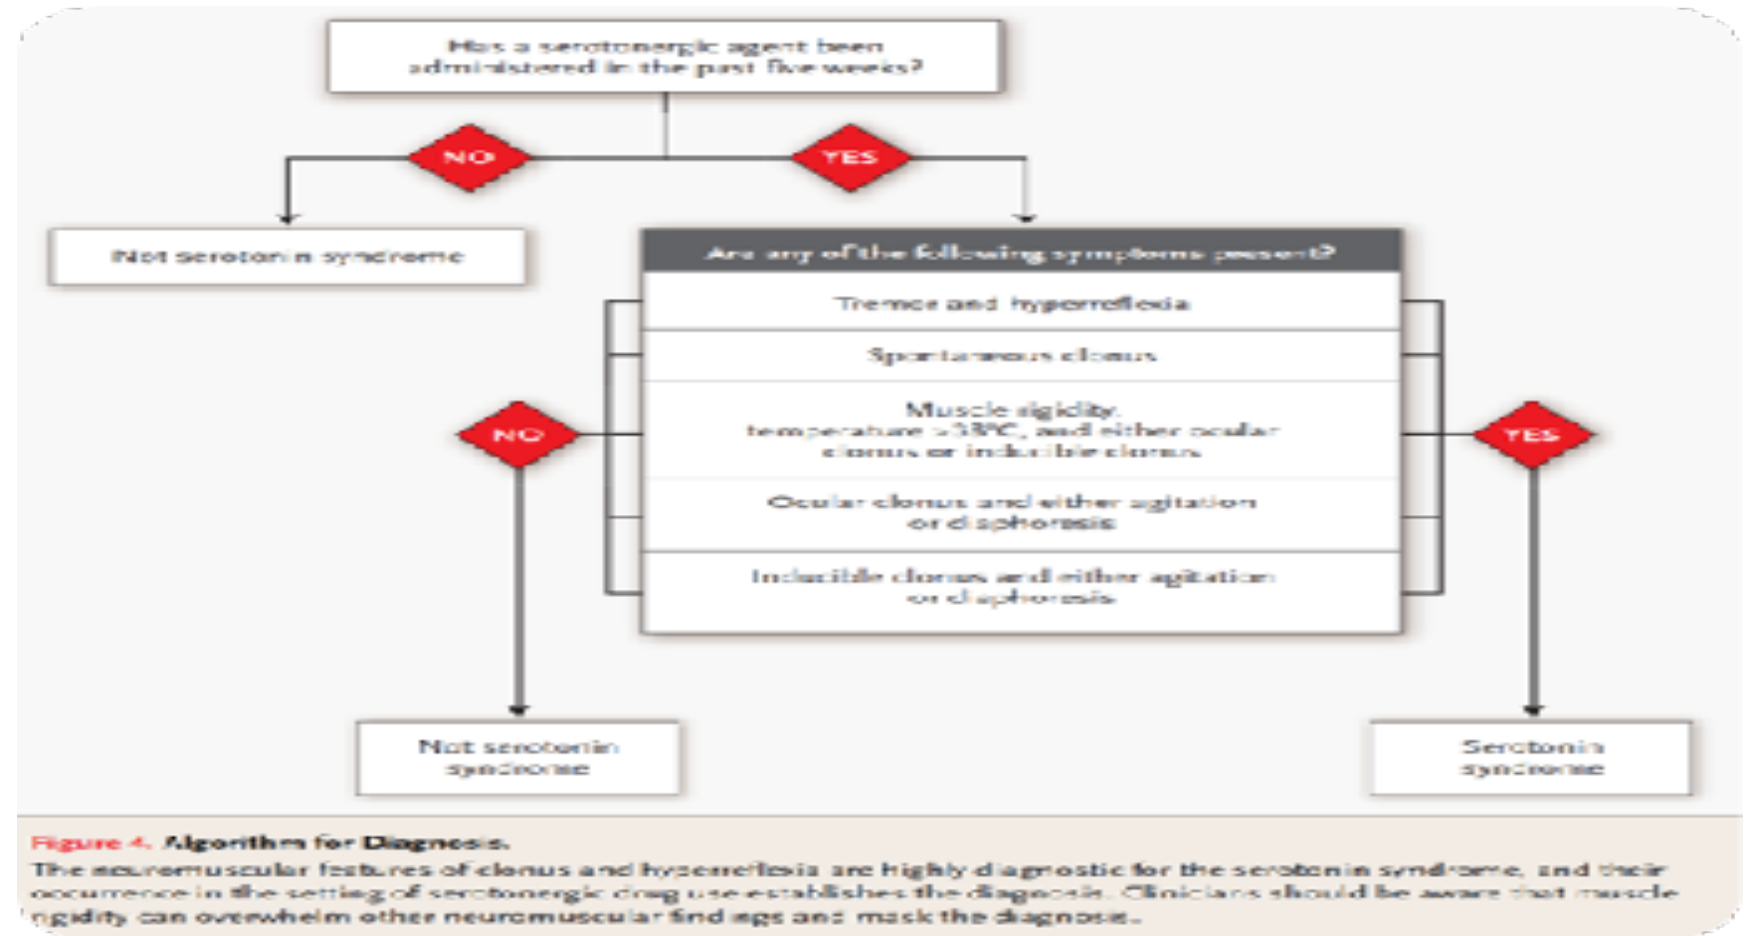 Has a serotonergic agent been
administered in the past five weeks?
NO
YES
Not serotonin syndrome
Are any of the following symptoms present?
Tremor and hyperreflexia
Spontaneous clonus
Muscle rigidity,
temperature >38°C, and either ocular
clonus or inducible clonus
NO
YES
Ocular clonus and either agitation
or diaphoresis
Inducible clonus and either agitation
or diaphoresis
Not serotonin
syndrome
Serotonin
syndrome
Figure 4. Algorithm for Diagnosis.
The neuromuscular features of clonus and hyperreflexia are highly diagnostic for the serotonin syndrome, and their
occurrence in the setting of serotonergic drug use establishes the diagnosis. Clinicians should be aware that muscle
rigidity can overwhelm other neuromuscular findings and mask the diagnosis.